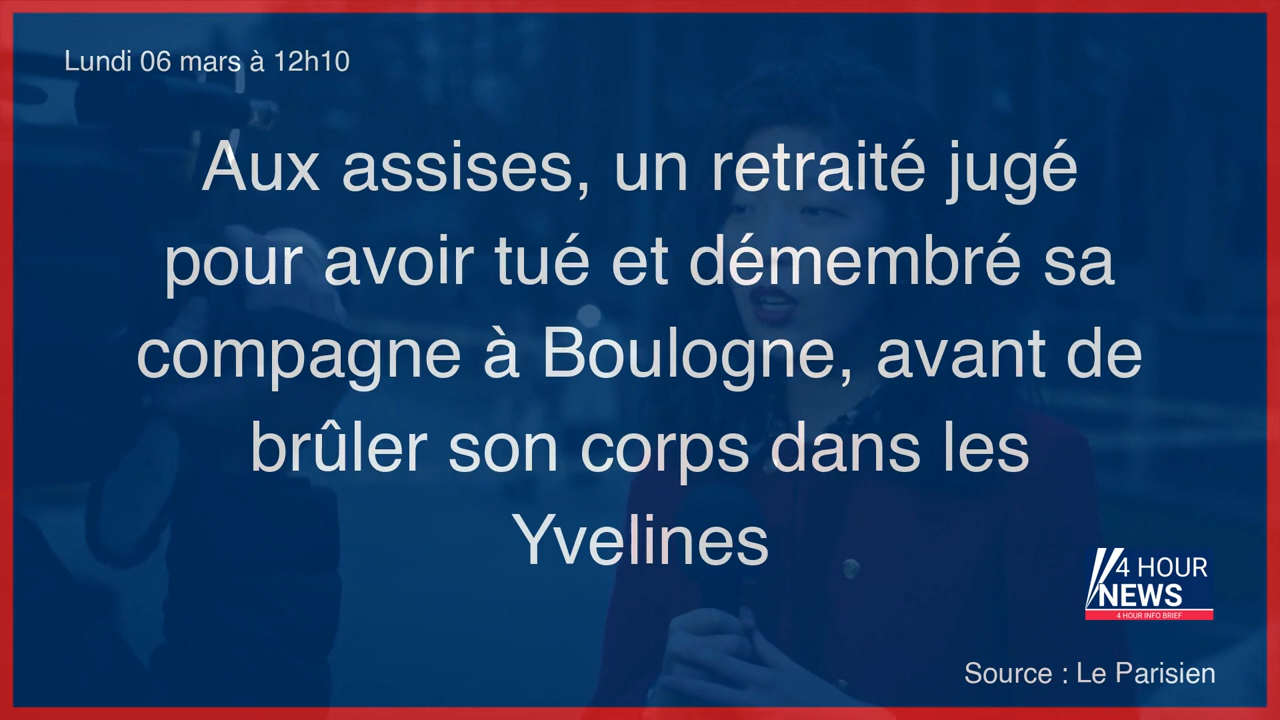 Lundi 06 mars à 12h10
Aux assises, un retraité jugé
pour avoir tué et démembré sa
compagne à Boulogne, avant de
brûler son corps dans les
Yvelines
4 HOUR
NEWS
4 HOUR INFO BRIEF
Source : Le Parisien